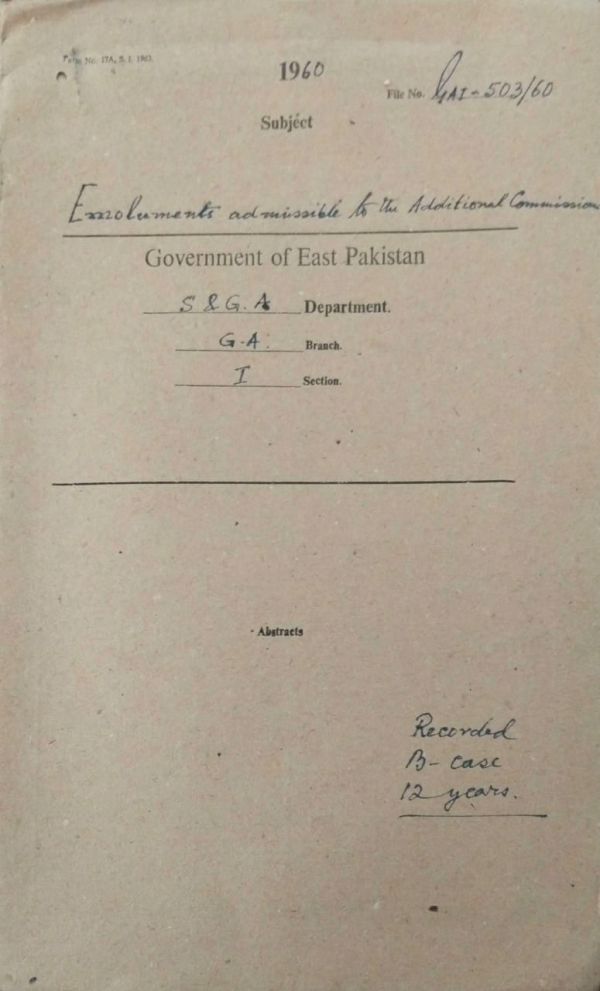 1960
File No. GAI-503/60
Subject
Emoluments admissible to the Additional Commission
Government of East Pakistan
S & G. A Department.
G.A. Branch.
I Section.
Abstracts
Recorded
B- case
12 years.